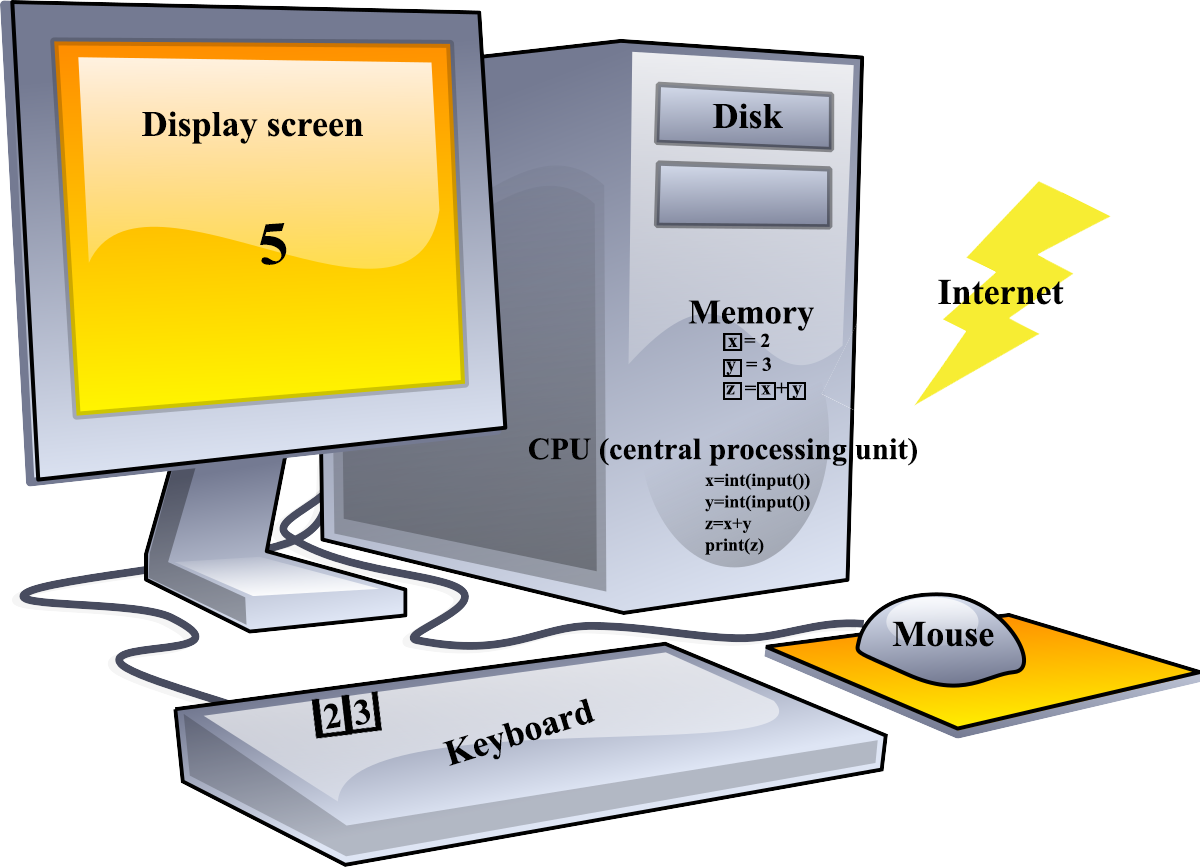 Display screen
5
Disk
Memory
x = 2
y = 3
z =x+y
CPU (central processing unit)
x=int(input())
y=int(input())
z=x+y
print(z)
Internet
Mouse
2 3
Keyboard